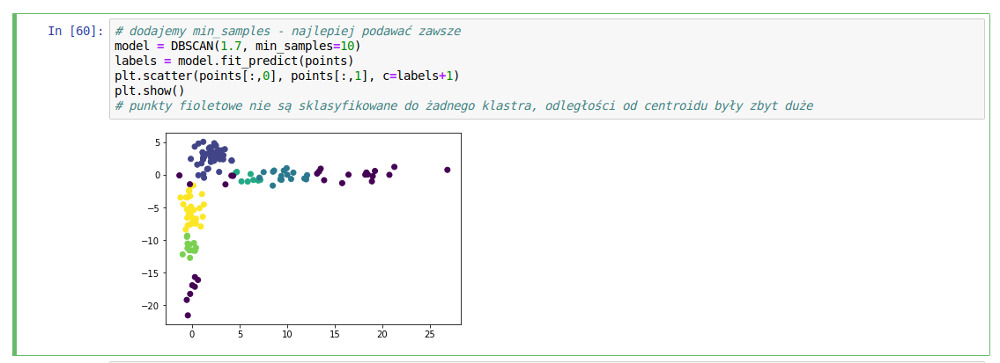 In [60]:
# dodajemy min_samples - najlepiej podawać zawsze
model = DBSCAN(1.7, min_samples=10)
labels = model.fit_predict(points)
plt.scatter(points[:,0], points[:,1], c=labels+1)
plt.show()
# punkty fioletowe nie są sklasyfikowane do żadnego klastra, odległości od centroidu były zbyt duże
5
0
−5
−10
−15
−20
0 5 10 15 20 25